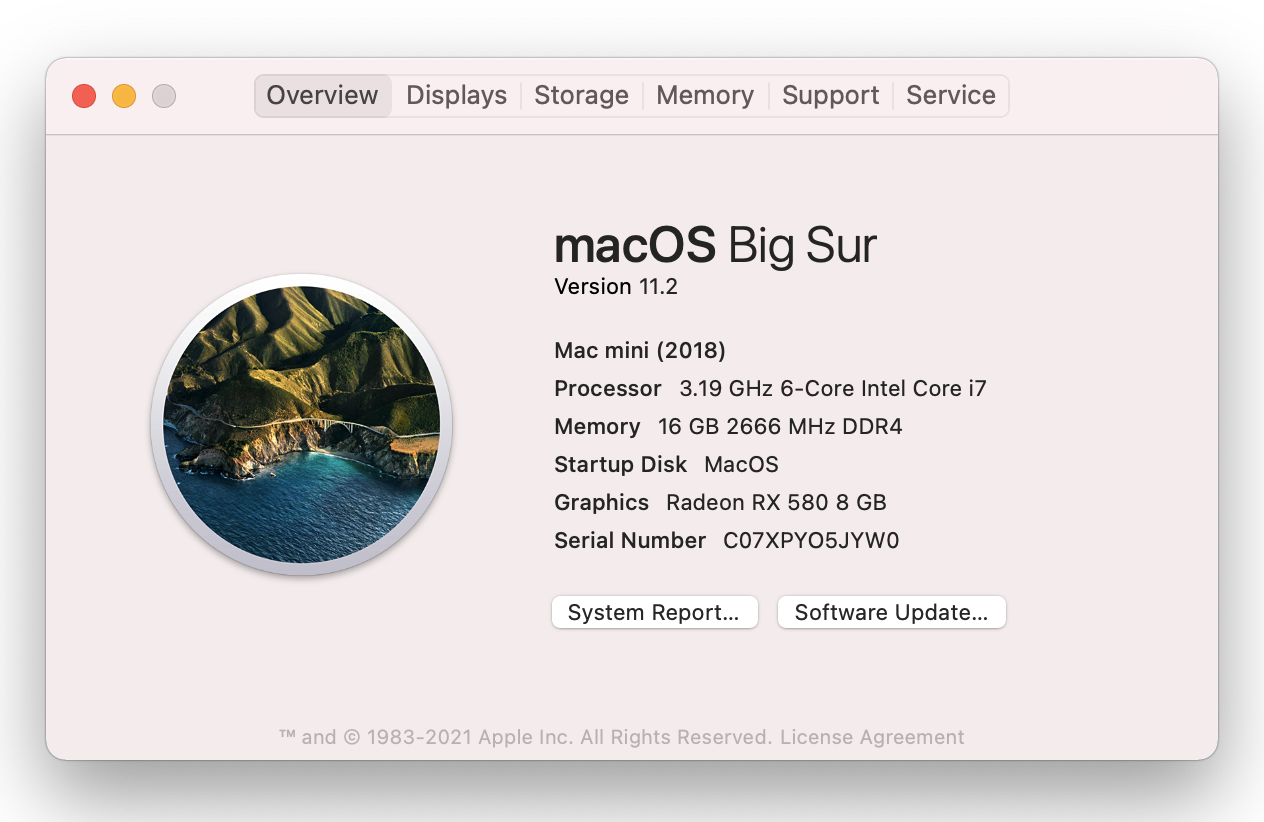 Overview Displays Storage Memory Support Service
macOS Big Sur
Version 11.2
Mac mini (2018)
Processor 3.19 GHz 6-Core Intel Core i7
Memory 16 GB 2666 MHz DDR4
Startup Disk MacOS
Graphics Radeon RX 580 8 GB
Serial Number C07XPYO5JYW0
System Report... Software Update...
™ and © 1983-2021 Apple Inc. All Rights Reserved. License Agreement